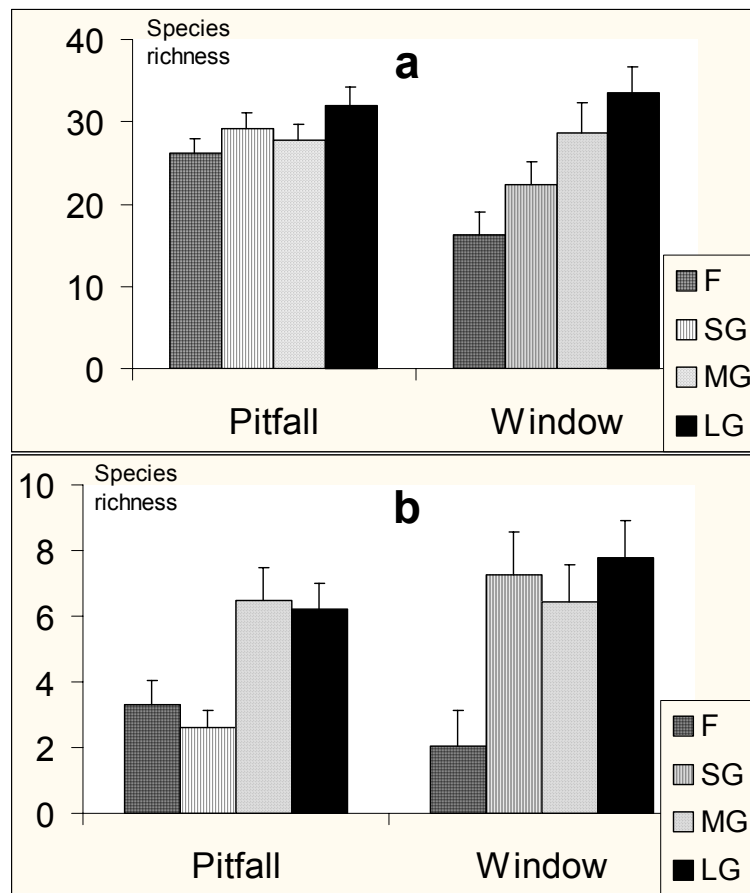 Species
richness
a
40
30
20
10
0
Pitfall Window
F
SG
MG
LG
Species
richness
b
10
8
6
4
2
0
Pitfall Window
F
SG
MG
LG